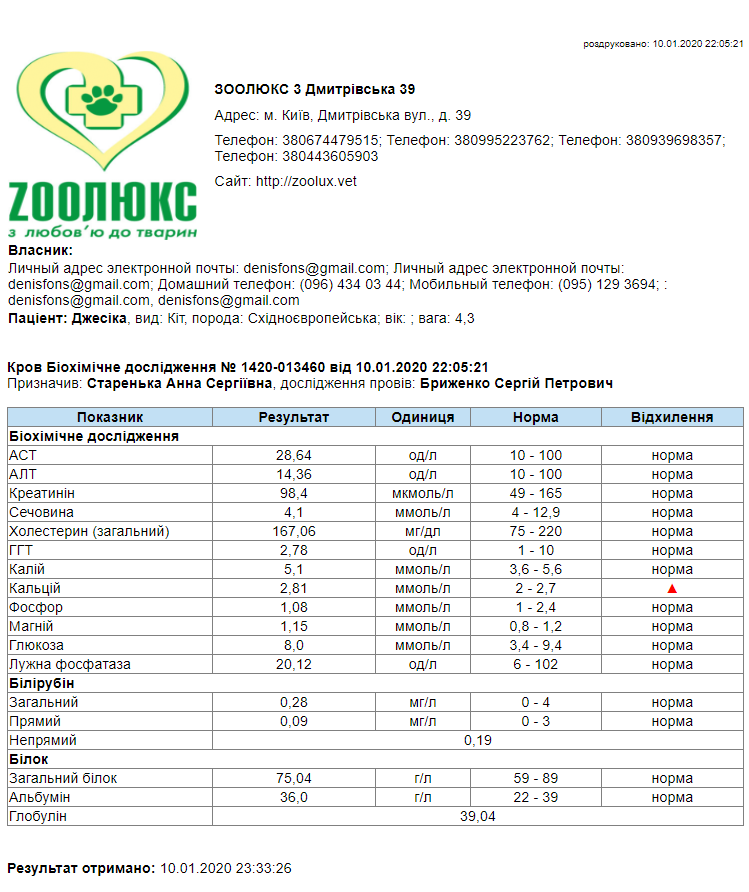 роздруковано: 10.01.2020 22:05:21
ЗООЛЮКС 3 Дмитрівська 39
Адрес: м. Київ, Дмитрівська вул., д. 39
Телефон: 380674479515; Телефон: 380995223762; Телефон: 380939698357;
Телефон: 380443605903
Сайт: http://zoolux.vet
ZООЛЮКС
з любов'ю до тварин
Власник:
Личный адрес электронной почты: denisfons@gmail.com; Личный адрес электронной почты:
denisfons@gmail.com; Домашний телефон: (096) 434 03 44; Мобильный телефон: (095) 129 3694; :
denisfons@gmail.com, denisfons@gmail.com
Пацієнт: Джесіка, вид: Кіт, порода: Східноєвропейська; вік: ; вага: 4,3
Кров Біохімічне дослідження № 1420-013460 від 10.01.2020 22:05:21
Призначив: Старенька Анна Сергіївна, дослідження провів: Бриженко Сергій Петрович
Показник Результат Одиниця Норма Відхилення
Біохімічне дослідження
АСТ 28,64 од/л 10 - 100 норма
АЛТ 14,36 од/л 10 - 100 норма
Креатинін 98,4 мкмоль/л 49 - 165 норма
Сечовина 4,1 ммоль/л 4 - 12,9 норма
Холестерин (загальний) 167,06 мг/дл 75 - 220 норма
ГГТ 2,78 од/л 1 - 10 норма
Калій 5,1 ммоль/л 3,6 - 5,6 норма
Кальцій 2,81 ммоль/л 2 - 2,7 ▲
Фосфор 1,08 ммоль/л 1 - 2,4 норма
Магній 1,15 ммоль/л 0,8 - 1,2 норма
Глюкоза 8,0 ммоль/л 3,4 - 9,4 норма
Лужна фосфатаза 20,12 од/л 6 - 102 норма
Білірубін
Загальний 0,28 мг/л 0 - 4 норма
Прямий 0,09 мг/л 0 - 3 норма
Непрямий 0,19
Білок
Загальний білок 75,04 г/л 59 - 89 норма
Альбумін 36,0 г/л 22 - 39 норма
Глобулін 39,04
Результат отримано: 10.01.2020 23:33:26